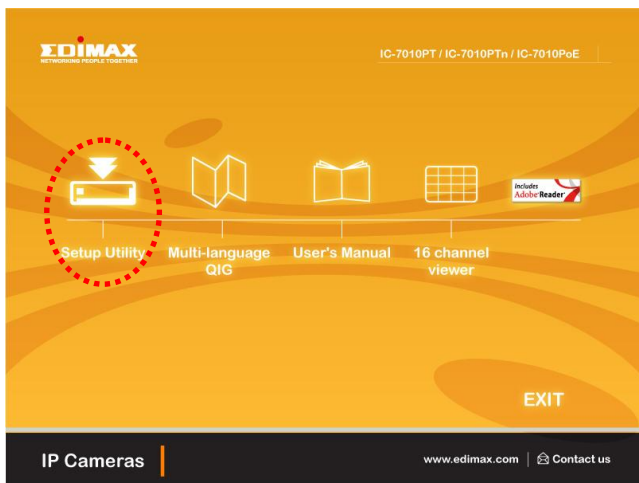 EDIMAX
NETWORKING PEOPLE TOGETHER
IC-7010PT / IC-7010PTn / IC-7010PoE
Includes
Adobe Reader
Setup Utility
Multi-language
QIG
User's Manual
16 channel
viewer
EXIT
IP Cameras
www.edimax.com
Contact us